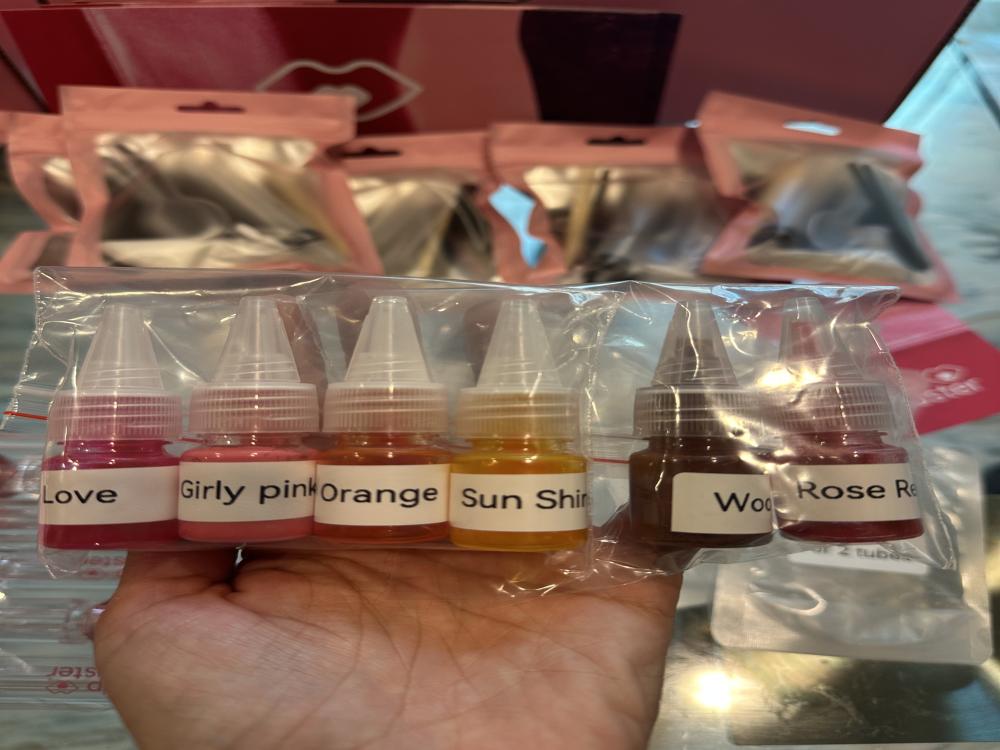 Love
Girly pink
Orange
Sun Shin
Woo
Rose Re